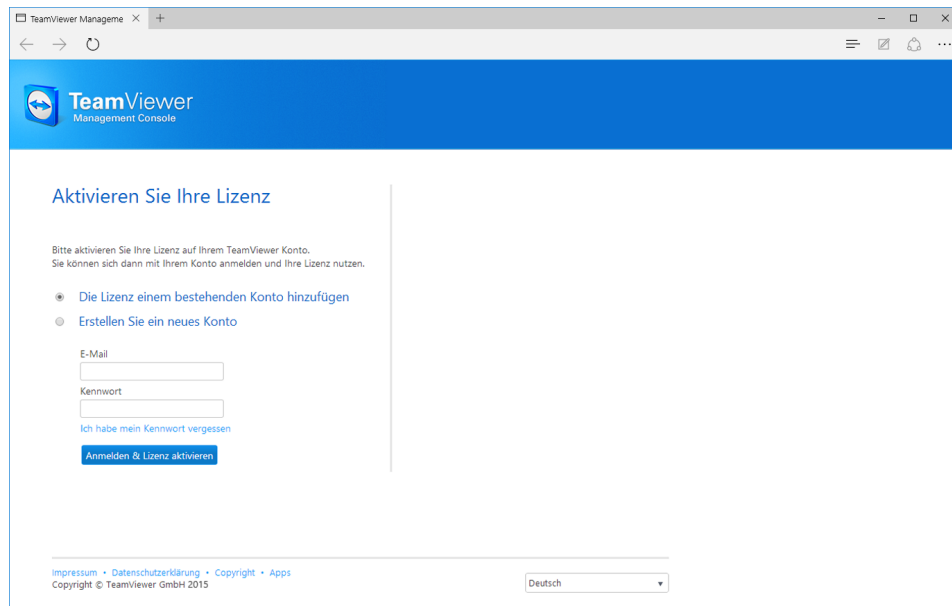 TeamViewer Manageme
TeamViewer
Management Console
Aktivieren Sie Ihre Lizenz
Bitte aktivieren Sie Ihre Lizenz auf Ihrem TeamViewer Konto.
Sie können sich dann mit Ihrem Konto anmelden und Ihre Lizenz nutzen.
Die Lizenz einem bestehenden Konto hinzufügen
Erstellen Sie ein neues Konto
E-Mail
Kennwort
Ich habe mein Kennwort vergessen
Anmelden & Lizenz aktivieren
Impressum • Datenschutzerklärung • Copyright • Apps
Copyright © TeamViewer GmbH 2015
Deutsch